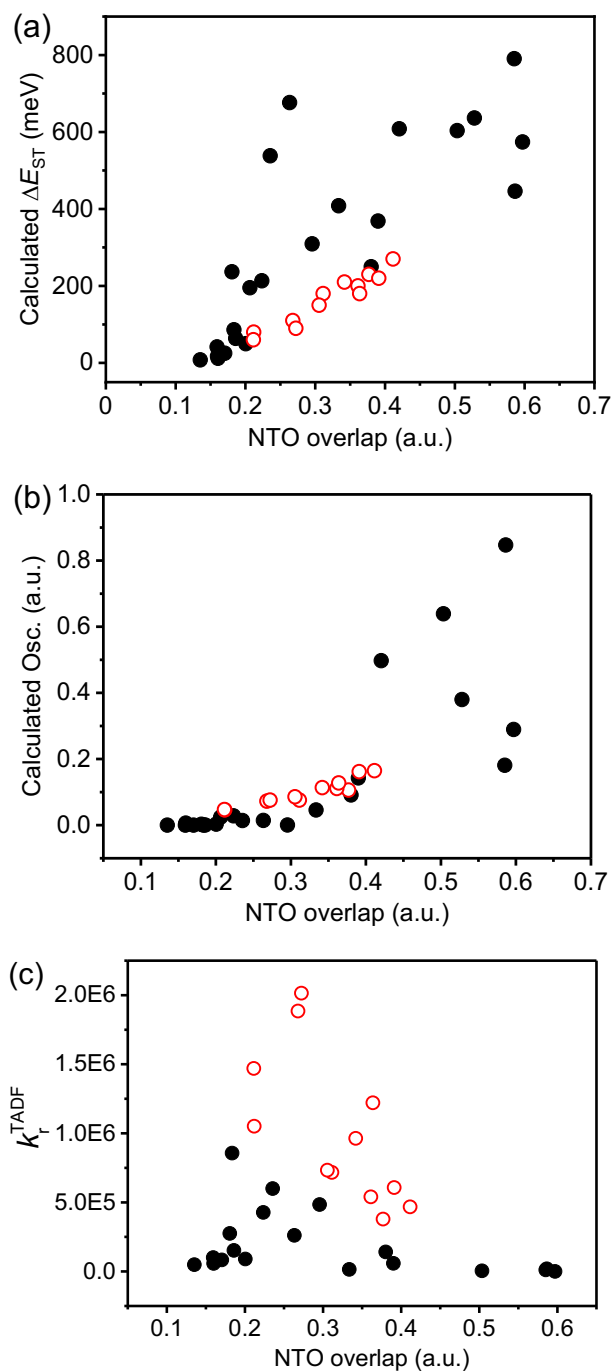 (a)
Calculated ΔE_ST (meV)
800
600
400
200
0
0
0.1
0.2
0.3
0.4
0.5
0.6
0.7
NTO overlap (a.u.)
(b)
Calculated Osc. (a.u.)
1.0
0.8
0.6
0.4
0.2
0.0
0.1
0.2
0.3
0.4
0.5
0.6
0.7
NTO overlap (a.u.)
(c)
k_r^TADF
2.0E6
1.5E6
1.0E6
5.0E5
0.0
0.1
0.2
0.3
0.4
0.5
0.6
NTO overlap (a.u.)